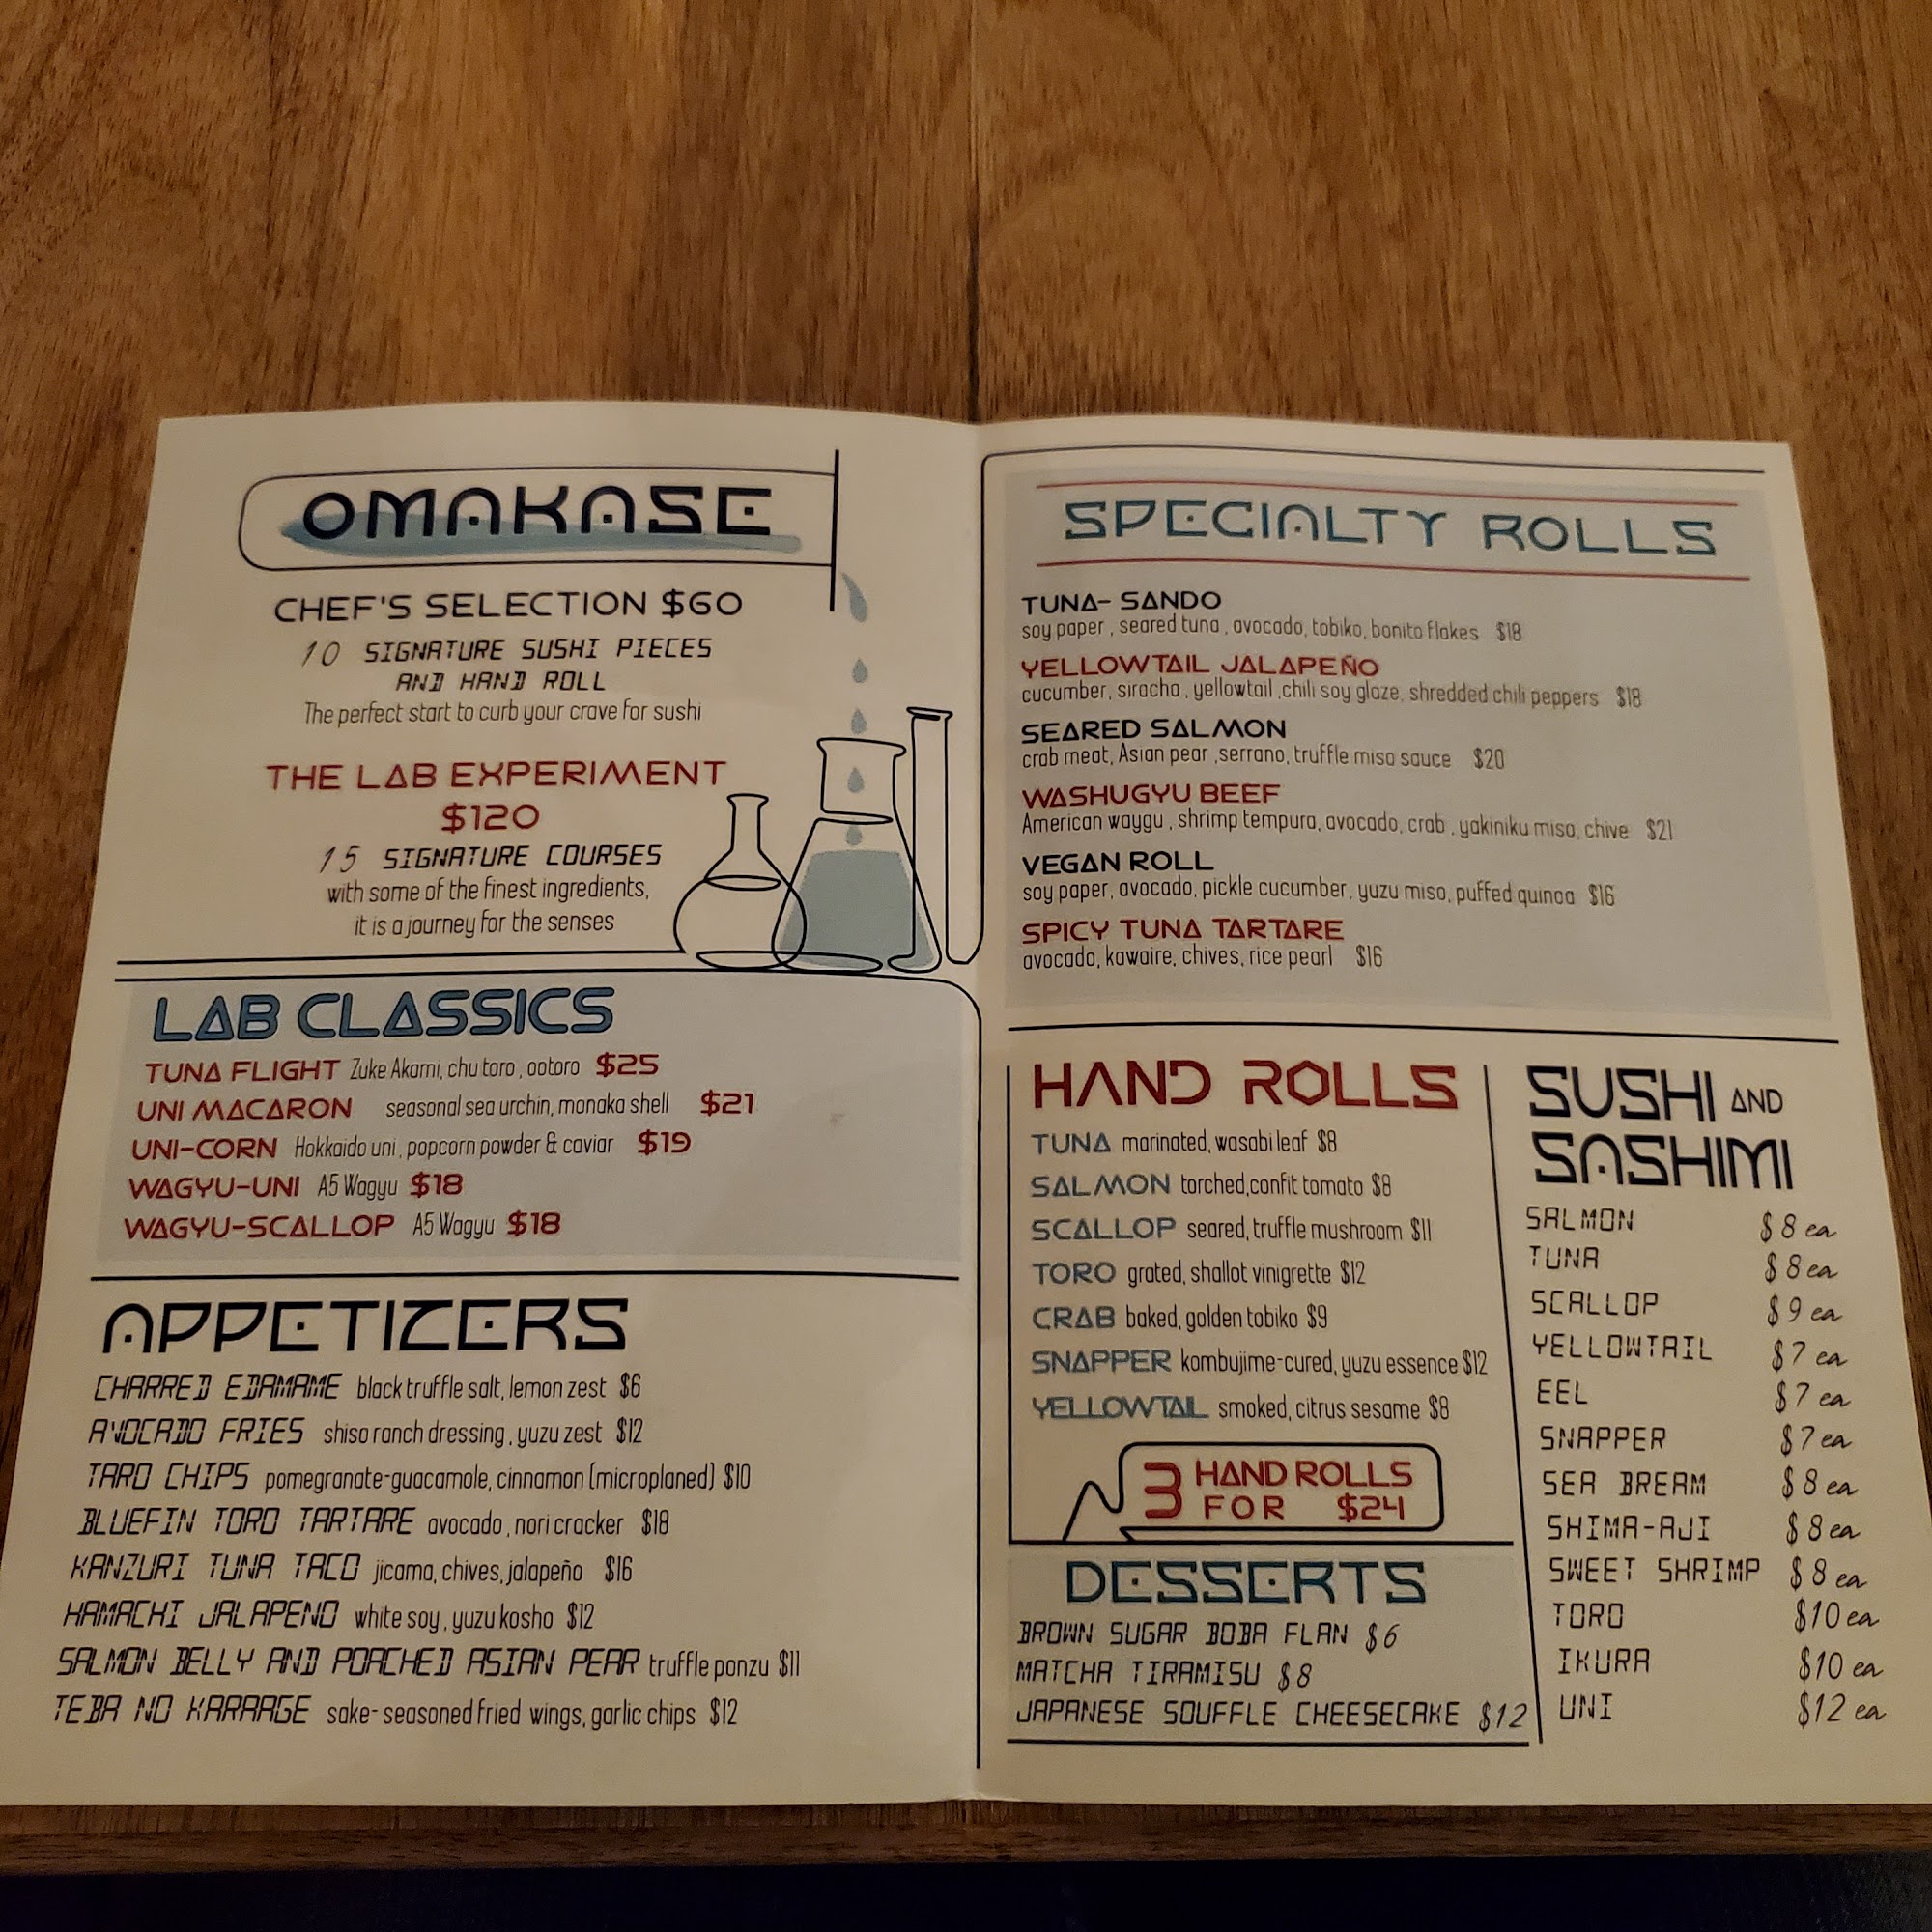 OMAKASE
CHEF'S SELECTION $60
10 SIGNATURE SUSHI PIECES
AND HAND ROLL
The perfect start to curb your crave for sushi
THE LAB EXPERIMENT
$120
15 SIGNATURE COURSES
with some of the finest ingredients,
it is a journey for the senses
LAB CLASSICS
TUNA FLIGHT Zuke Akami, chu toro, ootoro $25
UNI MACARON seasonal sea urchin, monaka shell $21
UNI-CORN Hokkaido uni, popcorn powder & caviar $19
WAGYU-UNI A5 Wagyu $18
WAGYU-SCALLOP A5 Wagyu $18
APPETIZERS
CHARRED EDAMAME black truffle salt, lemon zest $6
AVOCADO FRIES shiso ranch dressing, yuzu zest $12
TARO CHIPS pomegranate-guacamole, cinnamon (microplaned) $10
BLUEFIN TORO TARTARE avocado, nori cracker $18
KANZURI TUNA TACO jicama, chives, jalapeño $16
HAMACHI JALAPENO white soy, yuzu kosho $12
SALMON BELLY AND POACHED ASIAN PEAR truffle ponzu $11
TEBA NO KARAAGE sake-seasoned fried wings, garlic chips $12
SPECIALTY ROLLS
TUNA- SANDO
soy paper, seared tuna, avocado, tobiko, bonito flakes $18
YELLOWTAIL JALAPEÑO
cucumber, siracha, yellowtail, chili soy glaze, shredded chili peppers $18
SEARED SALMON
crab meat, Asian pear, serrano, truffle miso sauce $20
WASHUGYU BEEF
American waygu, shrimp tempura, avocado, crab, yakiniku miso, chive $21
VEGAN ROLL
soy paper, avocado, pickle cucumber, yuzu miso, puffed quinoa $16
SPICY TUNA TARTARE
avocado, kawaire, chives, rice pearl $16
HAND ROLLS
TUNA marinated, wasabi leaf $8
SALMON torched, confit tomato $8
SCALLOP seared, truffle mushroom $11
TORO grated, shallot vinigrette $12
CRAB baked, golden tobiko $9
SNAPPER kombujime-cured, yuzu essence $12
YELLOWTAIL smoked, citrus sesame $8
3 HAND ROLLS
FOR $24
DESSERTS
BROWN SUGAR BOBA FLAN $6
MATCHA TIRAMISU $8
JAPANESE SOUFFLE CHEESECAKE $12
SUSHI AND
SASHIMI
SALMON $8 ea
TUNA $8 ea
SCALLOP $9 ea
YELLOWTAIL $7 ea
EEL $7 ea
SNAPPER $7 ea
SEA BREAM $8 ea
SHIMA-AJI $8 ea
SWEET SHRIMP $8 ea
TORO $10 ea
IKURA $10 ea
UNI $12 ea